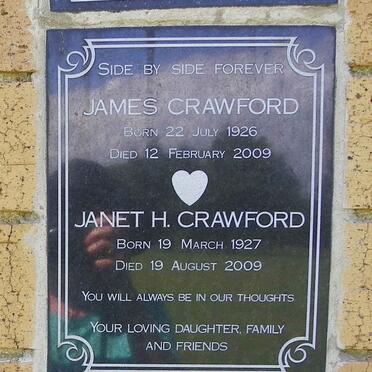 SIDE BY SIDE FOREVER
JAMES CRAWFORD
BORN 22 JULY 1926
DIED 12 FEBRUARY 2009
JANET H. CRAWFORD
BORN 19 MARCH 1927
DIED 19 AUGUST 2009
YOU WILL ALWAYS BE IN OUR THOUGHTS
YOUR LOVING DAUGHTER, FAMILY
AND FRIENDS